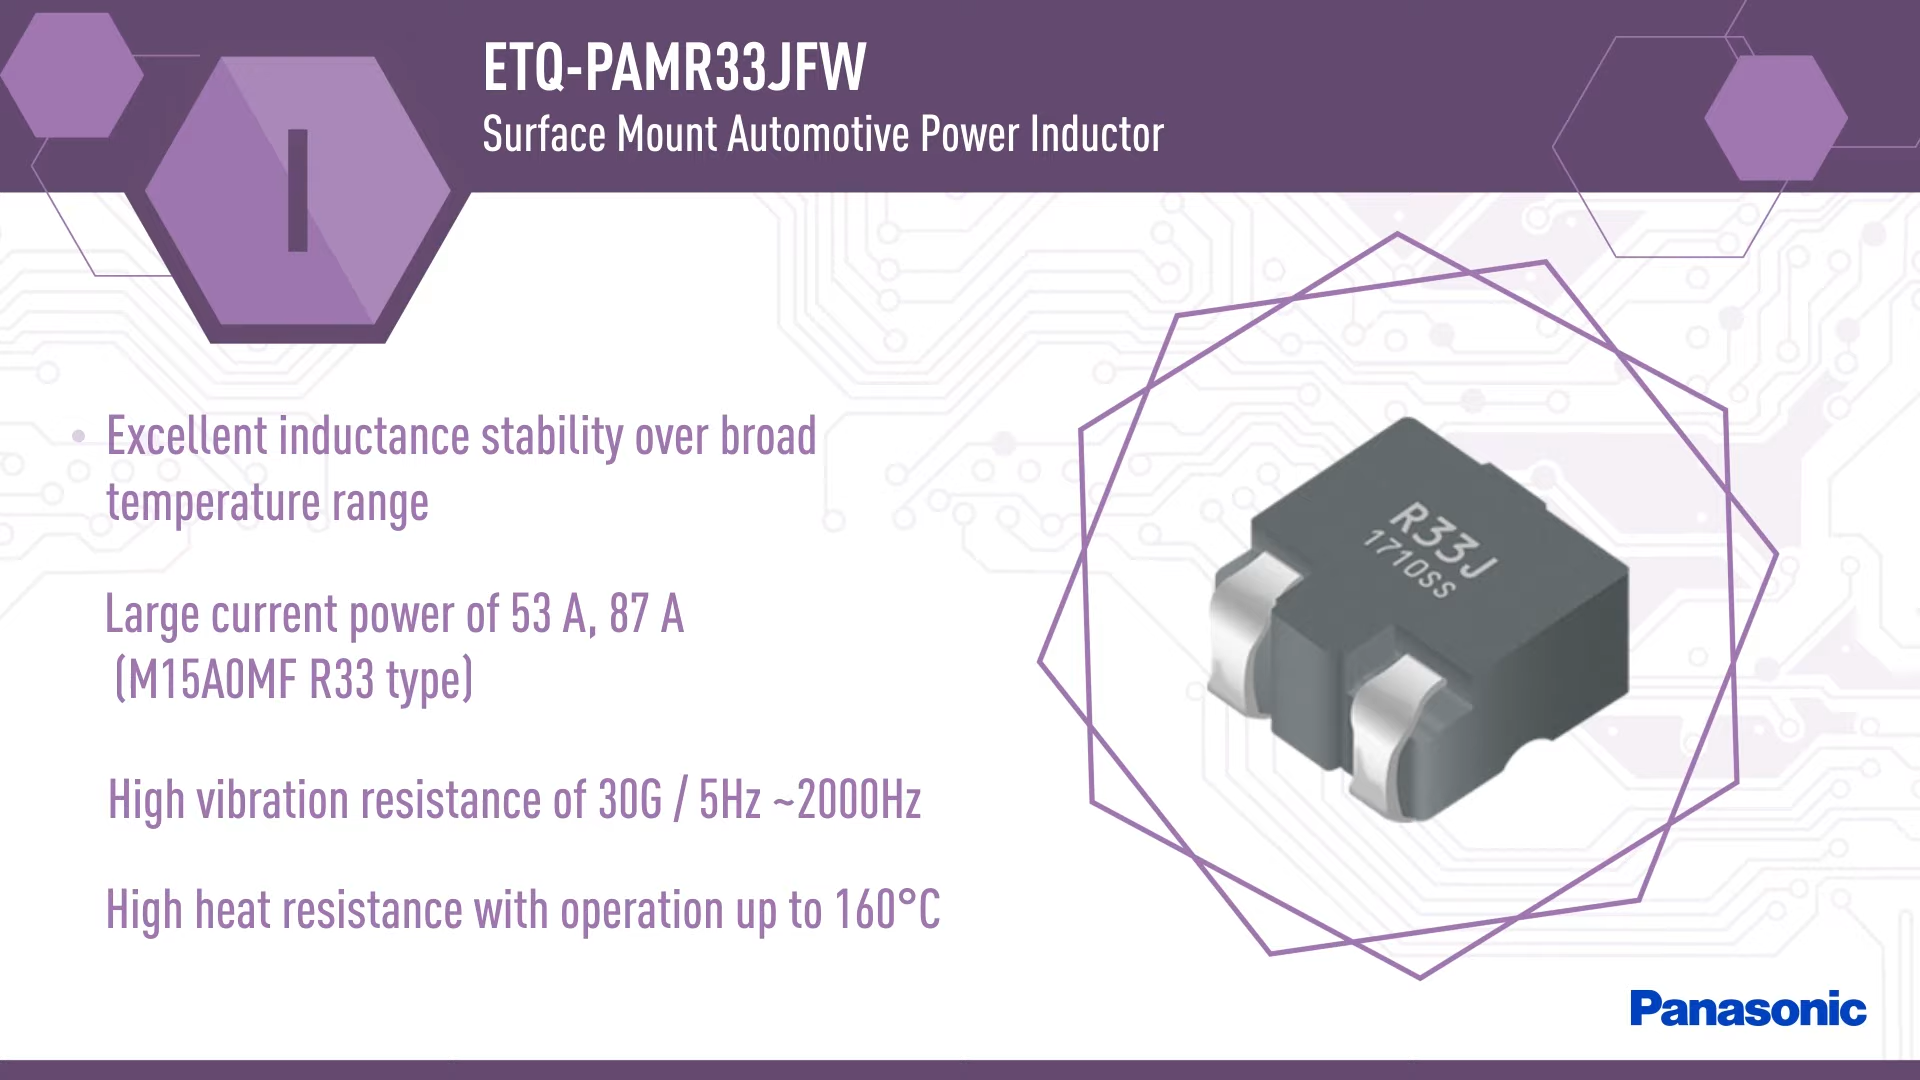 ETQ-PAMR33JFW
Surface Mount Automotive Power Inductor
I
• Excellent inductance stability over broad
temperature range
Large current power of 53 A, 87 A
(M15A0MF R33 type)
High vibration resistance of 30G / 5Hz ~2000Hz
High heat resistance with operation up to 160°C
R33J
1710SS
Panasonic